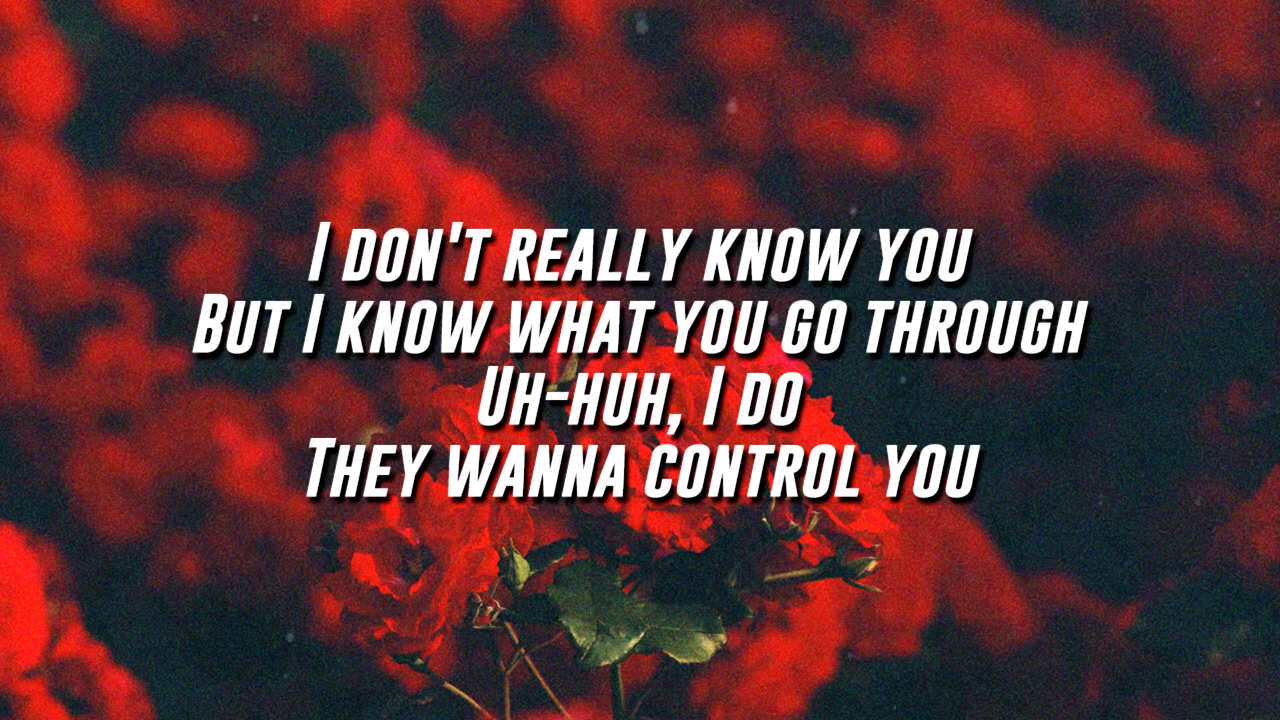 I don't really know you
But I know what you go through
Uh-huh, I do
They wanna control you